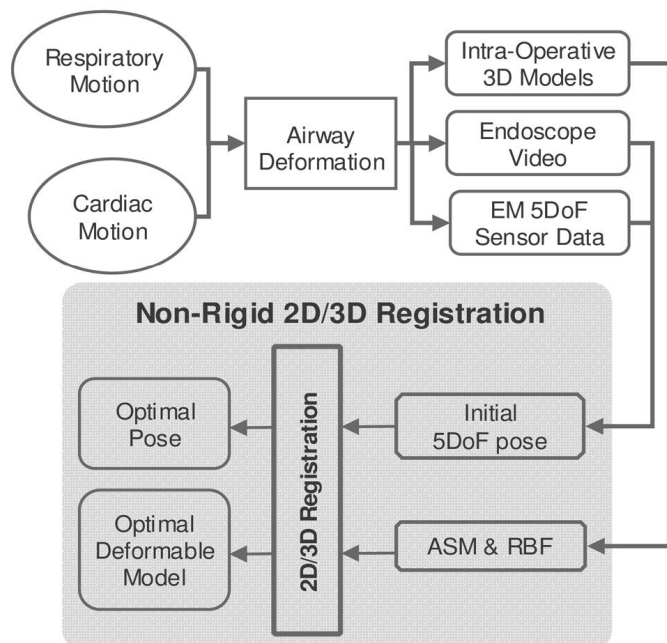 Respiratory
Motion
Cardiac
Motion
Airway
Deformation
Intra-Operative
3D Models
Endoscope
Video
EM 5DoF
Sensor Data
Non-Rigid 2D/3D Registration
Optimal
Pose
Optimal
Deformable
Model
2D/3D Registration
Initial
5DoF pose
ASM & RBF